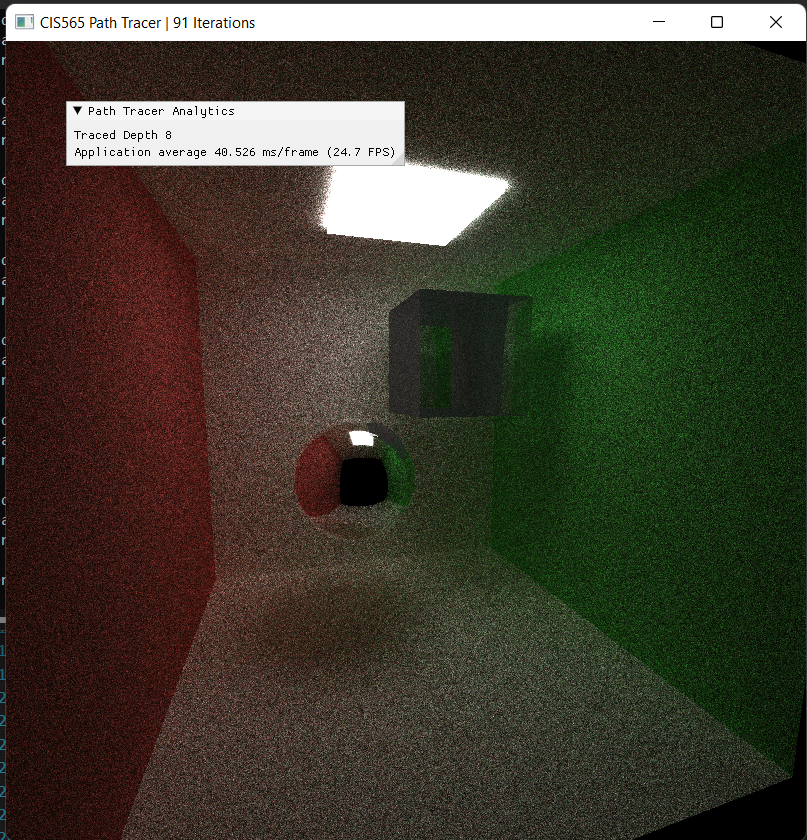 CIS565 Path Tracer | 91 Iterations
Path Tracer Analytics
Traced Depth 8
Application average 40.526 ms/frame (24.7 FPS)